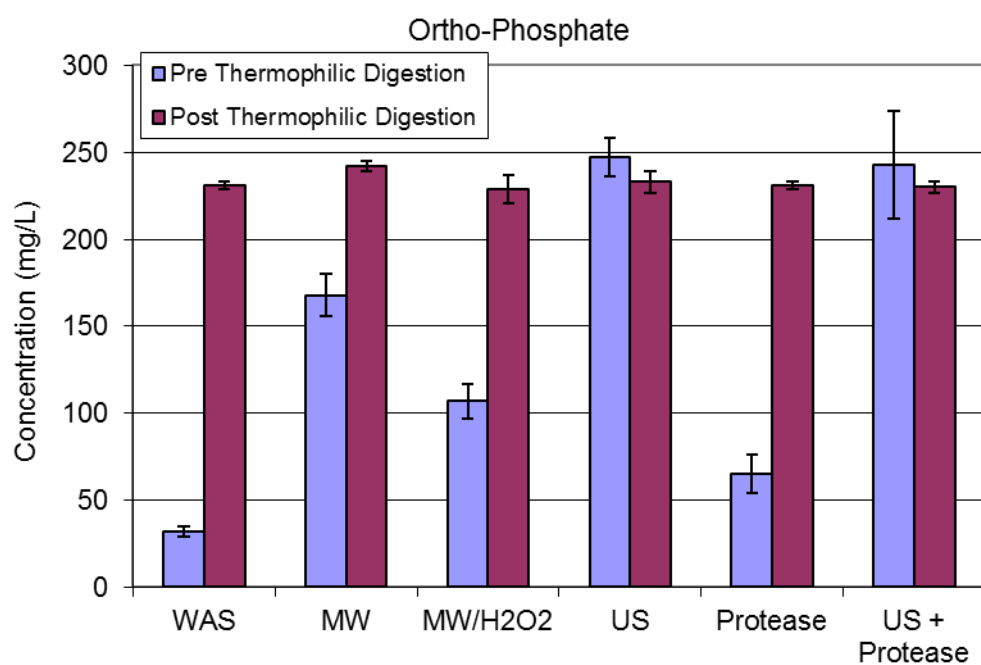 Ortho-Phosphate
Pre Thermophilic Digestion
Post Thermophilic Digestion
Concentration (mg/L)
300
250
200
150
100
50
0
WAS
MW
MW/H2O2
US
Protease
US +
Protease